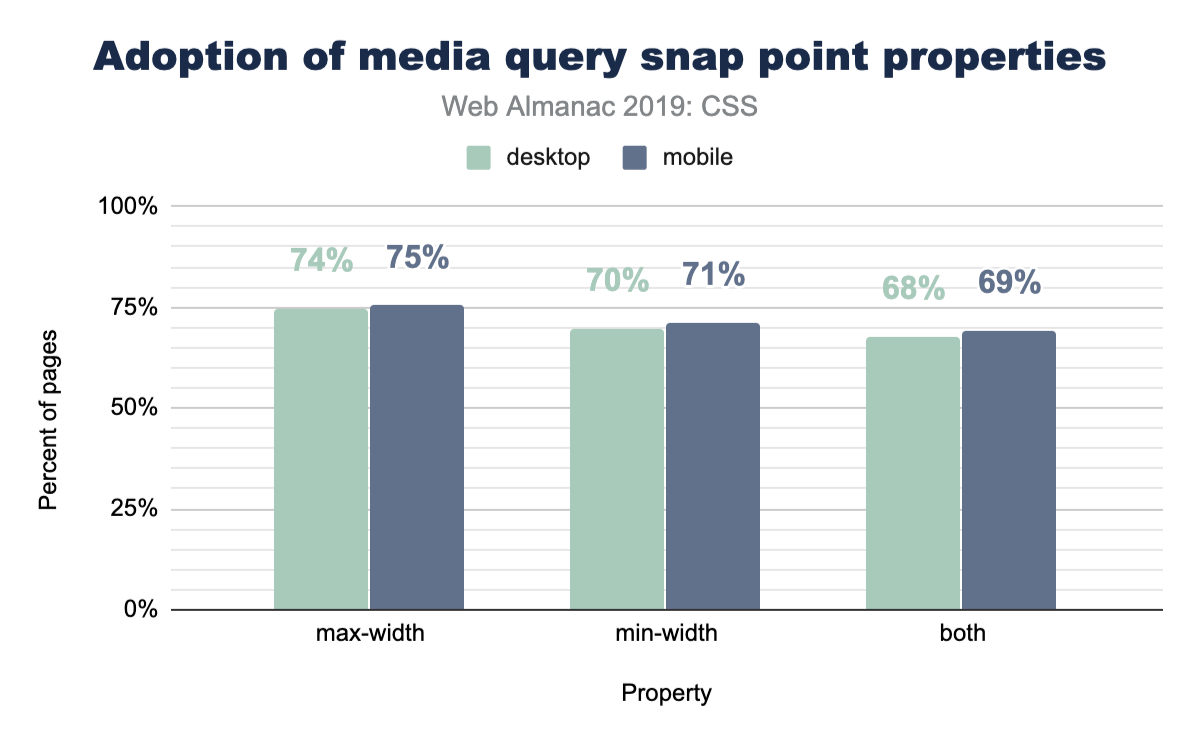 Adoption of media query snap point properties
Web Almanac 2019: CSS
desktop mobile
100%
75%
50%
25%
0%
Percent of pages
74% 75% 70% 71% 68% 69%
max-width min-width both
Property